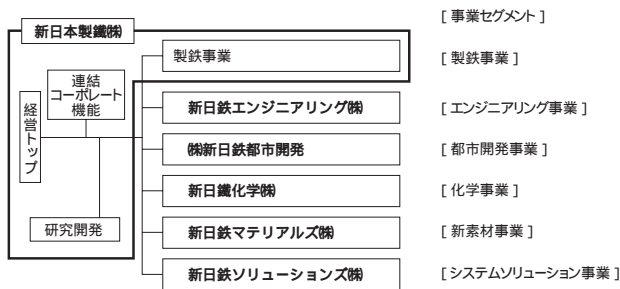 [ 事業セグメント ]
新日本製鐵㈱
製鉄事業
[ 製鉄事業 ]
連結
コーポレート
機能
経営トップ
新日鉄エンジニアリング㈱
[ エンジニアリング事業 ]
㈱新日鉄都市開発
[ 都市開発事業 ]
新日鐵化学㈱
[ 化学事業 ]
研究開発
新日鉄マテリアルズ㈱
[ 新素材事業 ]
新日鉄ソリューションズ㈱
[ システムソリューション事業 ]